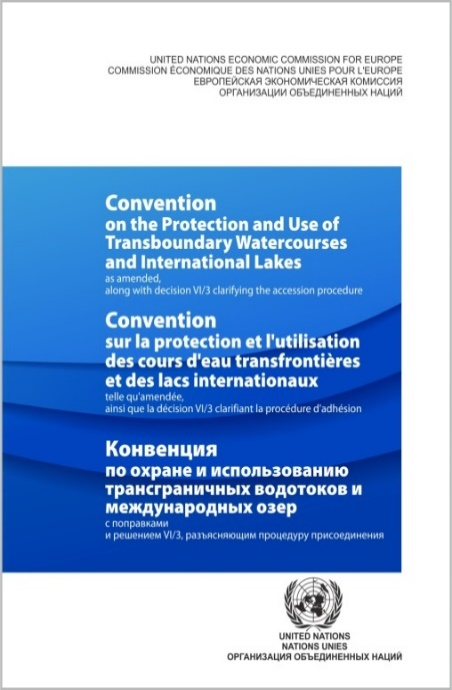 UNITED NATIONS ECONOMIC COMMISSION FOR EUROPE
COMMISSION ÉCONOMIQUE DES NATIONS UNIES POUR L'EUROPE
ЕВРОПЕЙСКАЯ ЭКОНОМИЧЕСКАЯ КОМИССИЯ
ОРГАНИЗАЦИИ ОБЪЕДИНЕННЫХ НАЦИЙ
Convention
on the Protection and Use of
Transboundary Watercourses
and International Lakes
as amended,
along with decision VI/3 clarifying the accession procedure
Convention
sur la protection et l'utilisation
des cours d'eau transfrontières
et des lacs internationaux
telle qu'amendée,
ainsi que la décision VI/3 clarifiant la procédure d'adhésion
Конвенция
по охране и использованию
трансграничных водотоков и
международных озер
с поправками
и решением VI/3, разъясняющим процедуру присоединения
UNITED NATIONS
NATIONS UNIES
ОРГАНИЗАЦИЯ ОБЪЕДИНЕННЫХ НАЦИЙ